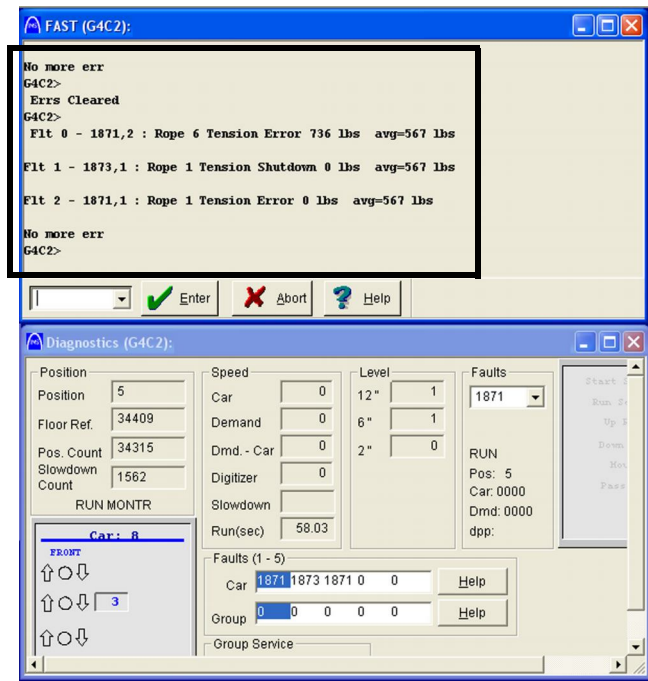 FAST (G4C2):
No more err
G4C2>
Errs Cleared
G4C2>
Flt 0 - 1871,2 : Rope 6 Tension Error 736 lbs avg=567 lbs
Flt 1 - 1873,1 : Rope 1 Tension Shutdown 0 lbs avg=567 lbs
Flt 2 - 1871,1 : Rope 1 Tension Error 0 lbs avg=567 lbs
No more err
G4C2>
Enter Abort Help
Diagnostics (G4C2):
Position
Position 5
Floor Ref. 34409
Pos. Count 34315
Slowdown Count 1562
RUN MONTR
Speed
Car 0
Demand 0
Dmd. - Car 0
Digitizer 0
Slowdown
Run(sec) 58.03
Level
12" 1
6" 1
2" 0
Faults
1871
RUN
Pos: 5
Car: 0000
Dmd: 0000
dpp:
Start
Run
Up
Down
Pass
Car: 8
FRONT
3
Faults (1 - 5)
Car 1871 1873 1871 0 0 Help
Group 0 0 0 0 0 Help
Group Service